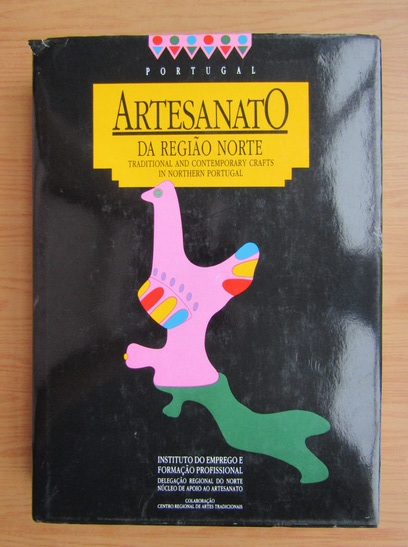 PORTUGAL
ARTESANATO
DA REGIÃO NORTE
TRADITIONAL AND CONTEMPORARY CRAFTS
IN NORTHERN PORTUGAL
INSTITUTO DO EMPREGO E
FORMAÇÃO PROFISSIONAL
DELEGAÇÃO REGIONAL DO NORTE
NÚCLEO DE APOIO AO ARTESANATO
COLABORAÇÃO
CENTRO REGIONAL DE ARTES TRADICIONAIS